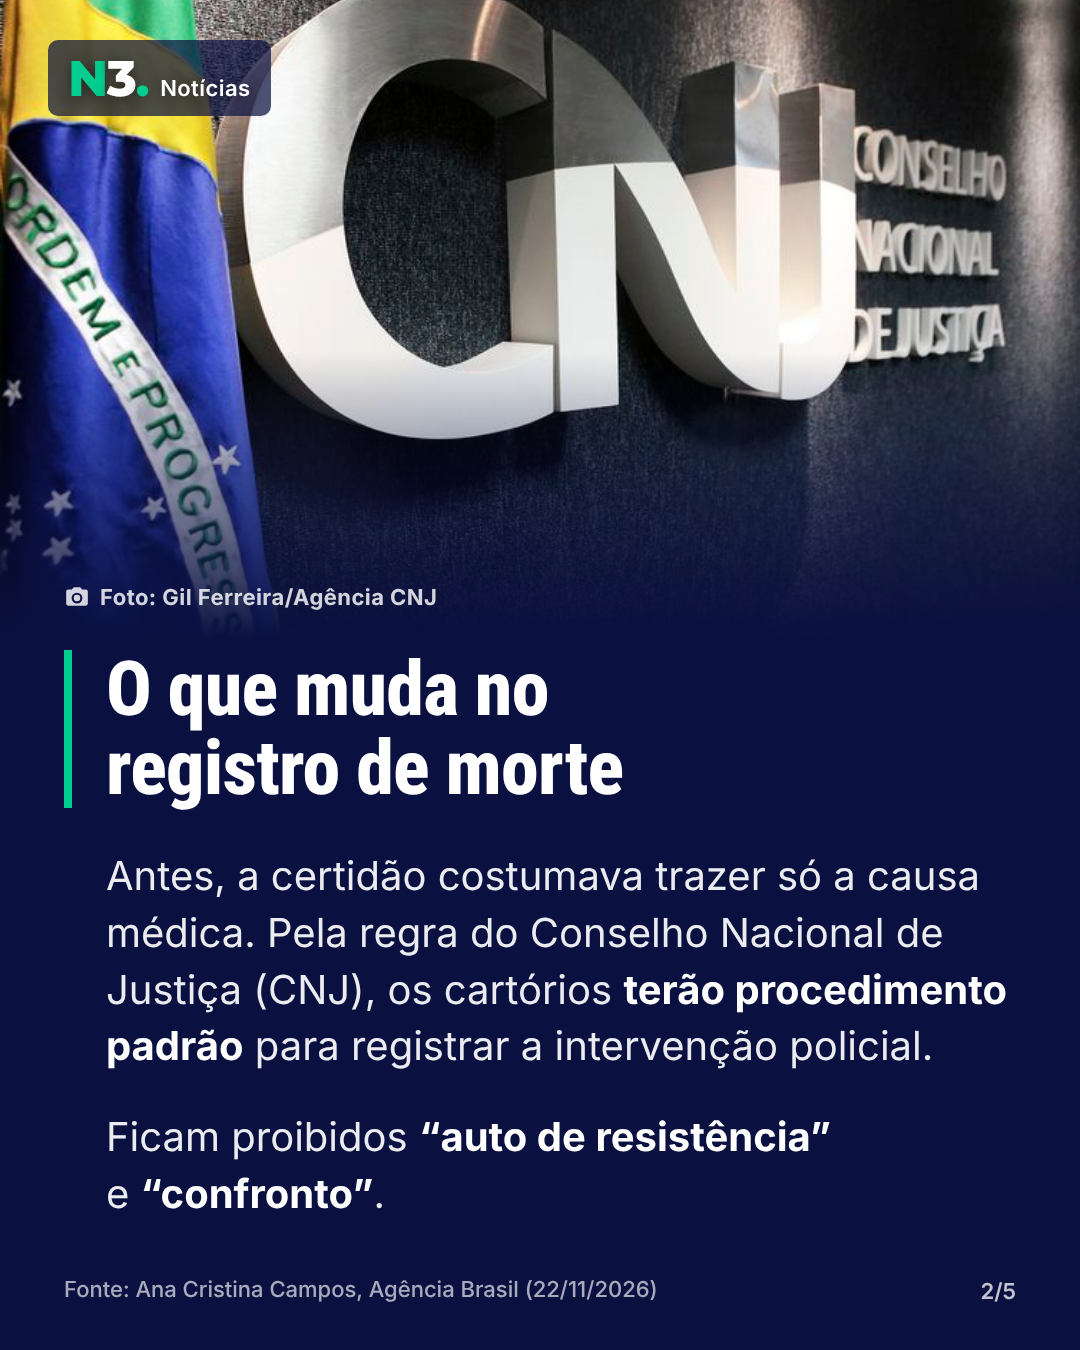 N3. Notícias
CNJ
CONSELHO
NACIONAL
DE JUSTIÇA
ORDEM E PROGRESS
Foto: Gil Ferreira/Agência CNJ
O que muda no
registro de morte
Antes, a certidão costumava trazer só a causa
médica. Pela regra do Conselho Nacional de
Justiça (CNJ), os cartórios terão procedimento
padrão para registrar a intervenção policial.
Ficam proibidos “auto de resistência”
e “confronto”.
Fonte: Ana Cristina Campos, Agência Brasil (22/11/2026)
2/5